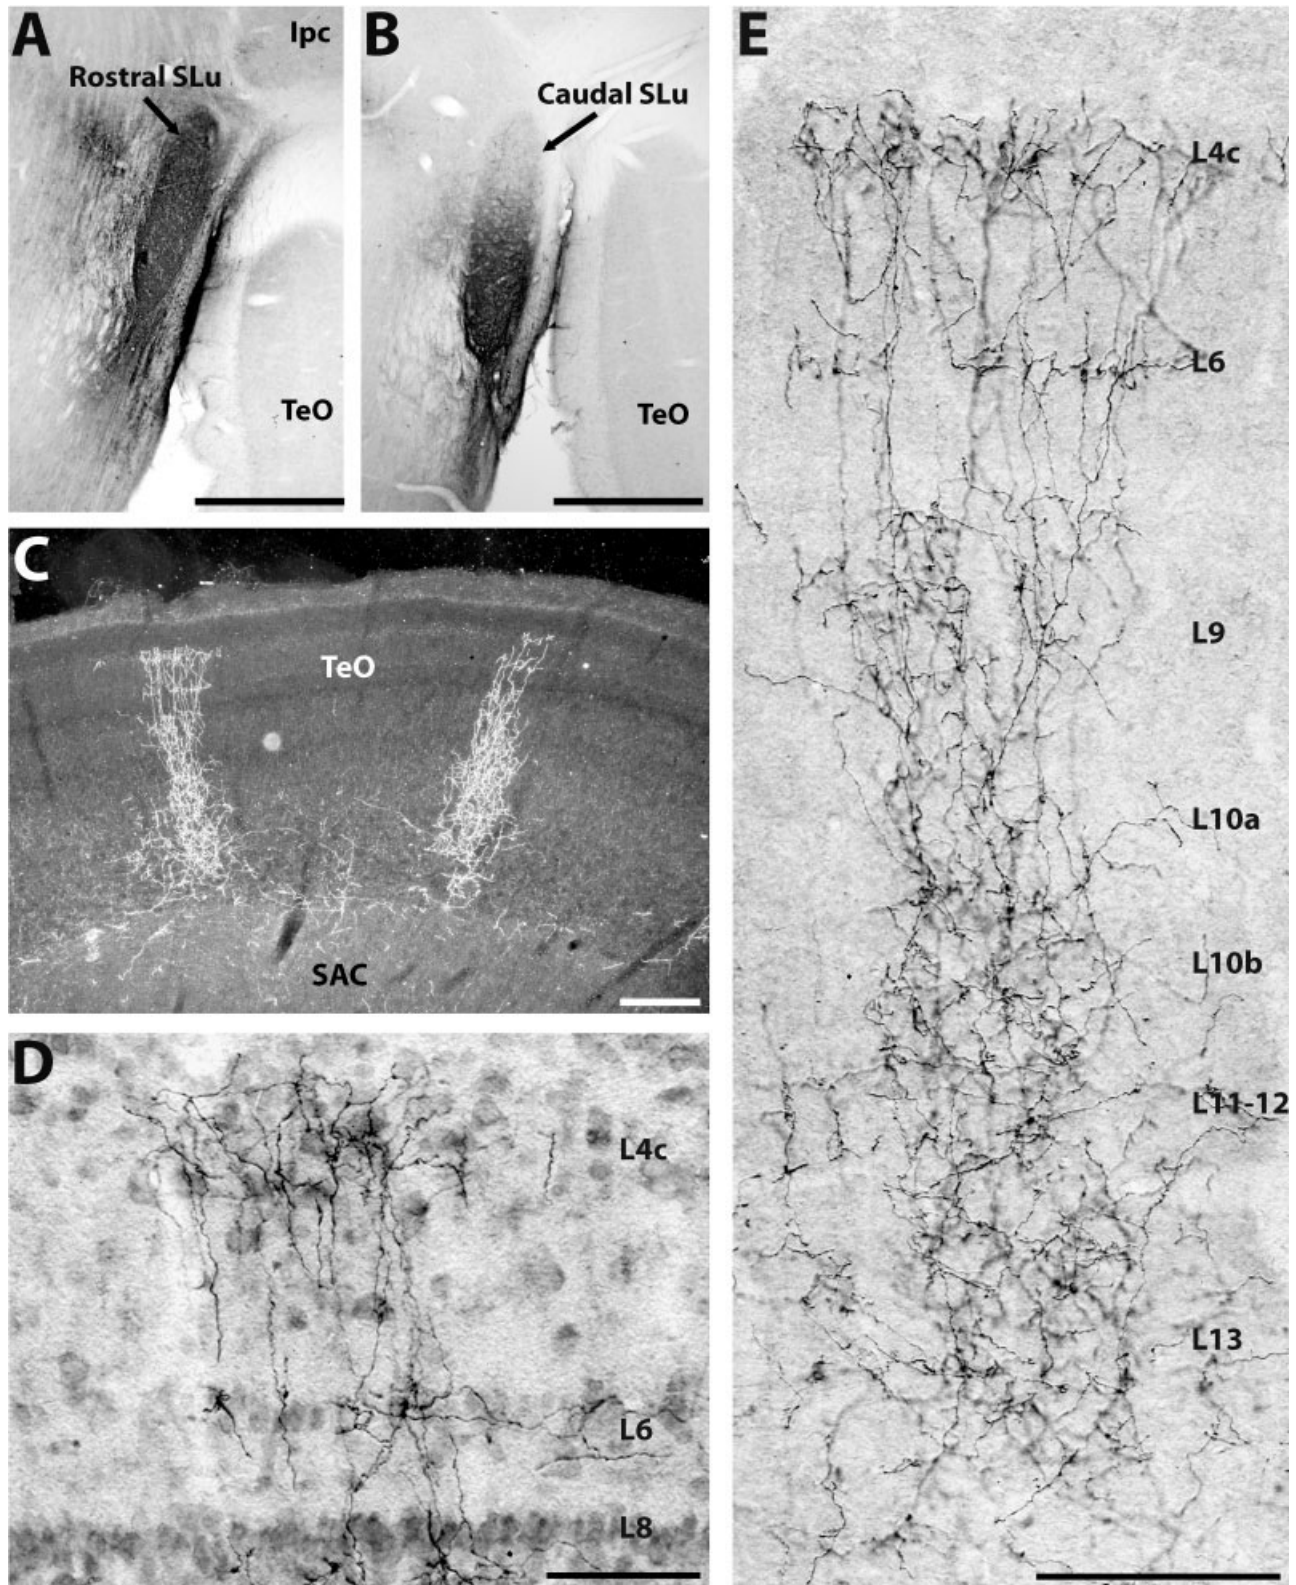 A
Ipc
Rostral SLu
TeO
B
Caudal SLu
TeO
C
TeO
SAC
D
L4c
L6
L8
E
L4c
L6
L9
L10a
L10b
L11-12
L13